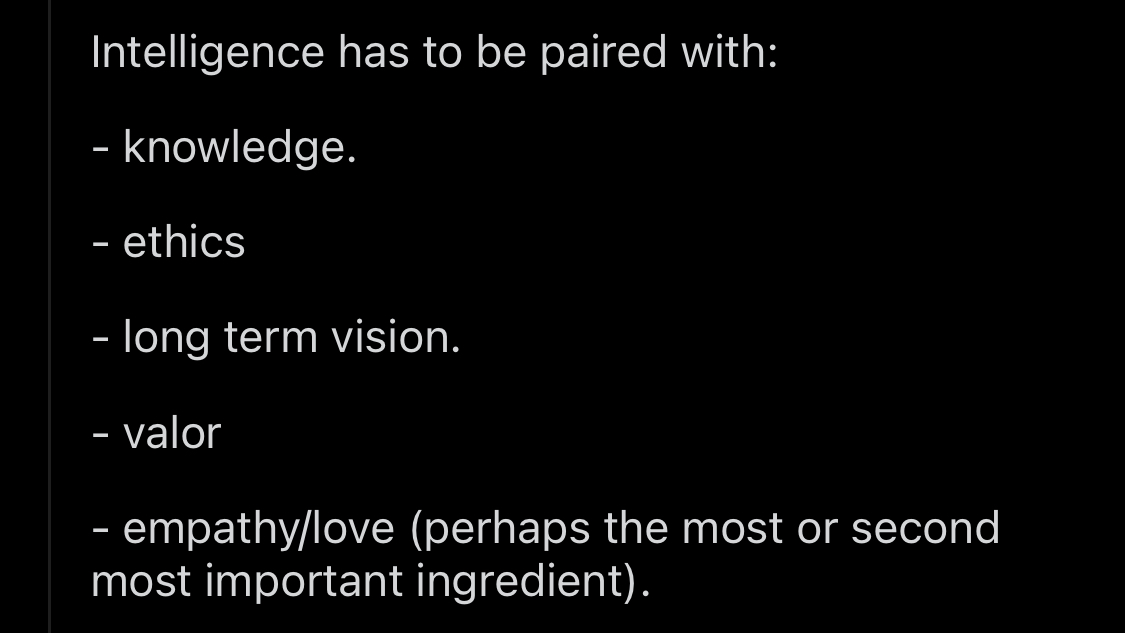 Intelligence has to be paired with:
- knowledge.
- ethics
- long term vision.
- valor
- empathy/love (perhaps the most or second
most important ingredient).